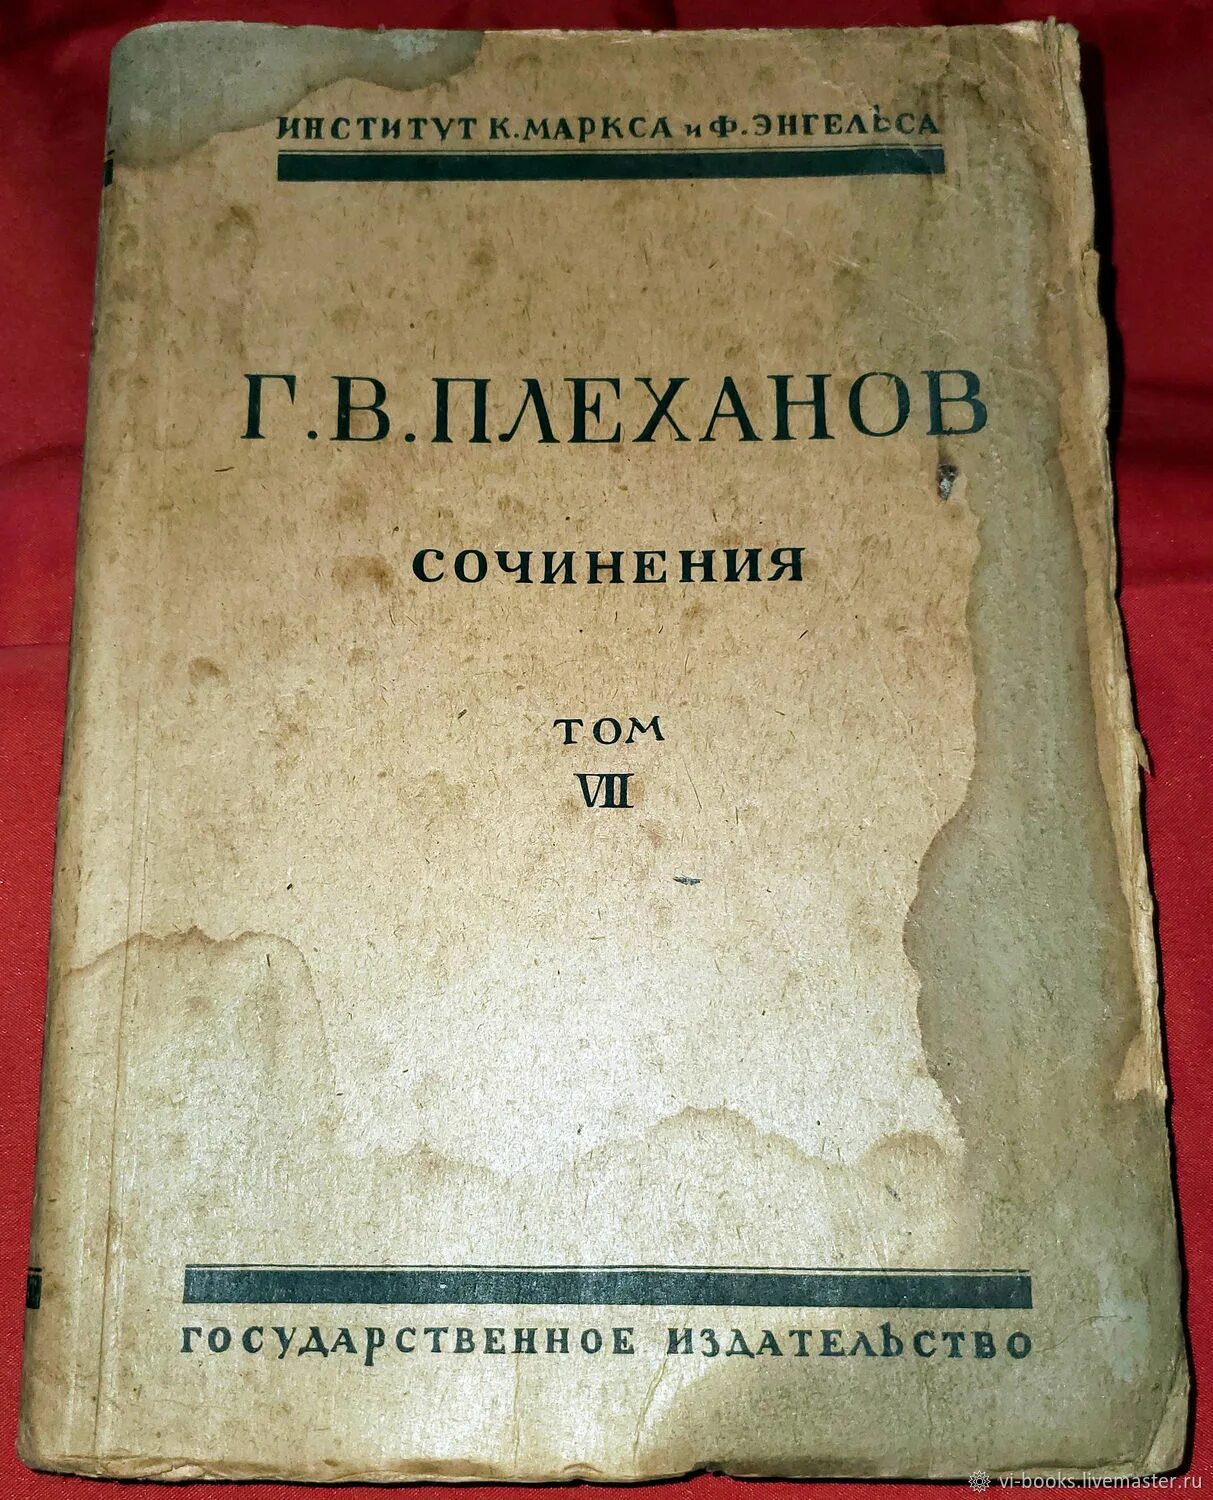 ИНСТИТУТ К. МАРКСА и Ф. ЭНГЕЛЬСА
Г. В. ПЛЕХАНОВ
СОЧИНЕНИЯ
ТОМ
VII
ГОСУДАРСТВЕННОЕ ИЗДАТЕЛЬСТВО
vi-books.livemaster.ru